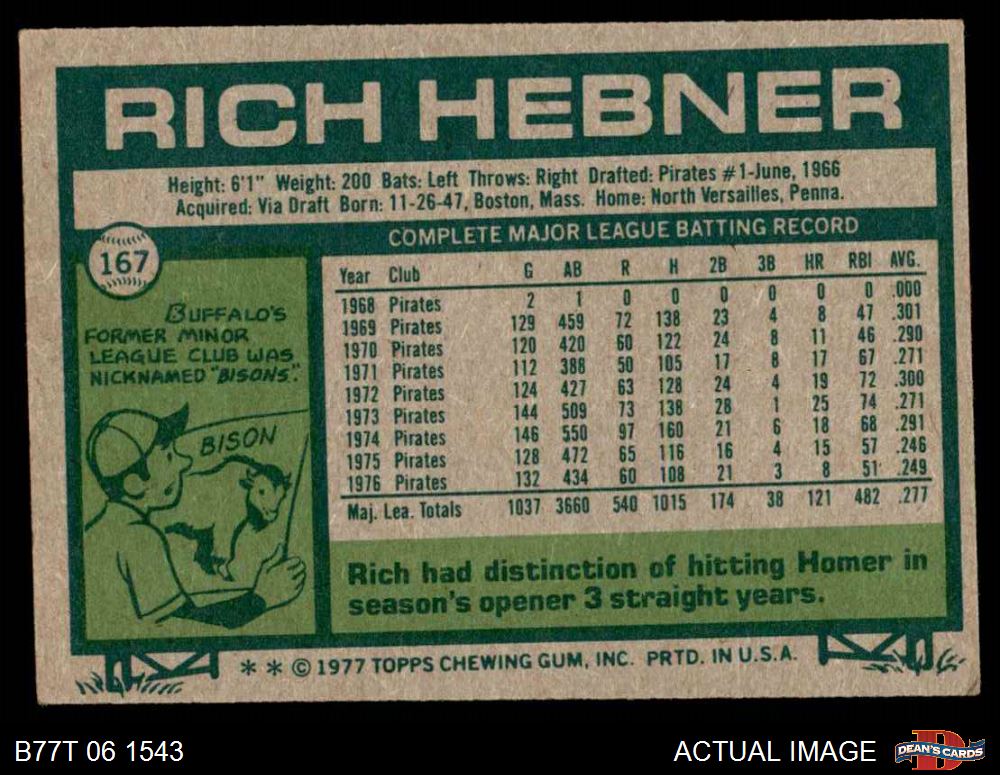 RICH HEBNER
Height: 6'1" Weight: 200 Bats: Left Throws: Right Drafted: Pirates #1-June, 1966
Acquired: Via Draft Born: 11-26-47, Boston, Mass. Home: North Versailles, Penna.
COMPLETE MAJOR LEAGUE BATTING RECORD
167
BUFFALO'S
FORMER MINOR
LEAGUE CLUB WAS
NICKNAMED "BISONS".
BISON
Year Club G AB R H 2B 3B HR RBI AVG.
1968 Pirates 2 1 0 0 0 0 0 0 .000
1969 Pirates 129 459 72 138 23 4 8 47 .301
1970 Pirates 120 420 60 122 24 8 11 46 .290
1971 Pirates 112 388 50 105 17 8 17 67 .271
1972 Pirates 124 427 63 128 24 4 19 72 .300
1973 Pirates 144 509 73 138 28 1 25 74 .271
1974 Pirates 146 550 97 160 21 6 18 68 .291
1975 Pirates 128 472 65 116 16 4 15 57 .246
1976 Pirates 132 434 60 108 21 3 8 51 .249
Maj. Lea. Totals 1037 3660 540 1015 174 38 121 482 .277
Rich had distinction of hitting Homer in
season's opener 3 straight years.
* * © 1977 TOPPS CHEWING GUM, INC. PRTD. IN U.S.A.
B77T 06 1543
ACTUAL IMAGE
D
DEAN'S CARDS